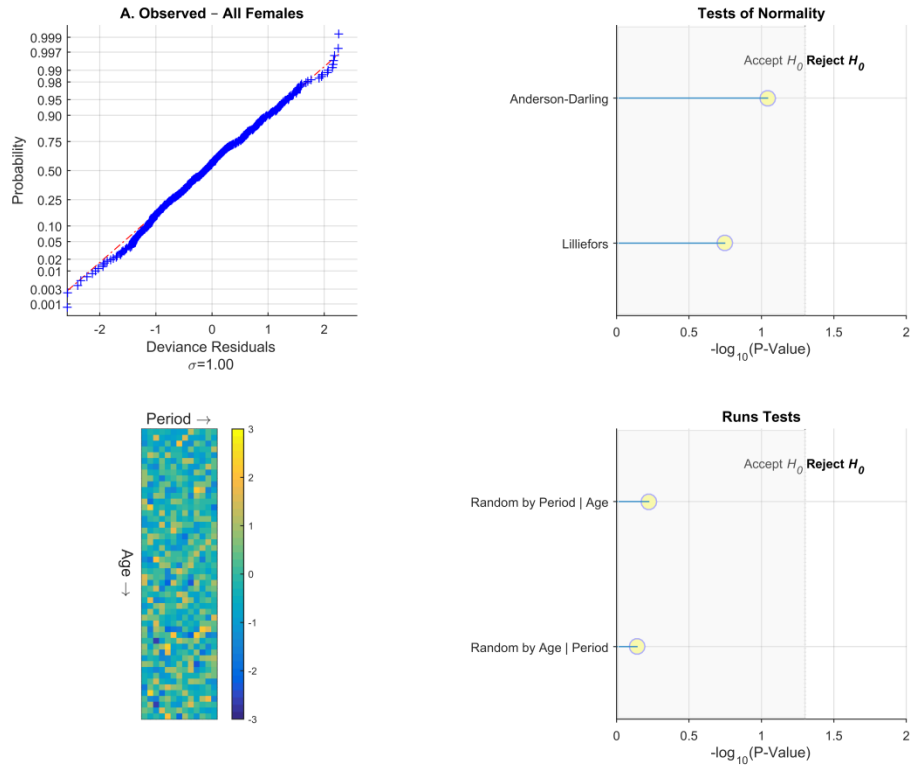 A. Observed – All Females
0.999
0.997
0.99
0.98
0.95
0.90
0.75
0.50
0.25
0.10
0.05
0.02
0.01
0.003
0.001
Probability
-2 -1 0 1 2
Deviance Residuals
σ=1.00
Tests of Normality
Accept H0 Reject H0
Anderson-Darling
Lilliefors
0 0.5 1 1.5 2
-log10(P-Value)
Period →
Age →
3
2
1
0
-1
-2
-3
Runs Tests
Accept H0 Reject H0
Random by Period | Age
Random by Age | Period
0 0.5 1 1.5 2
-log10(P-Value)